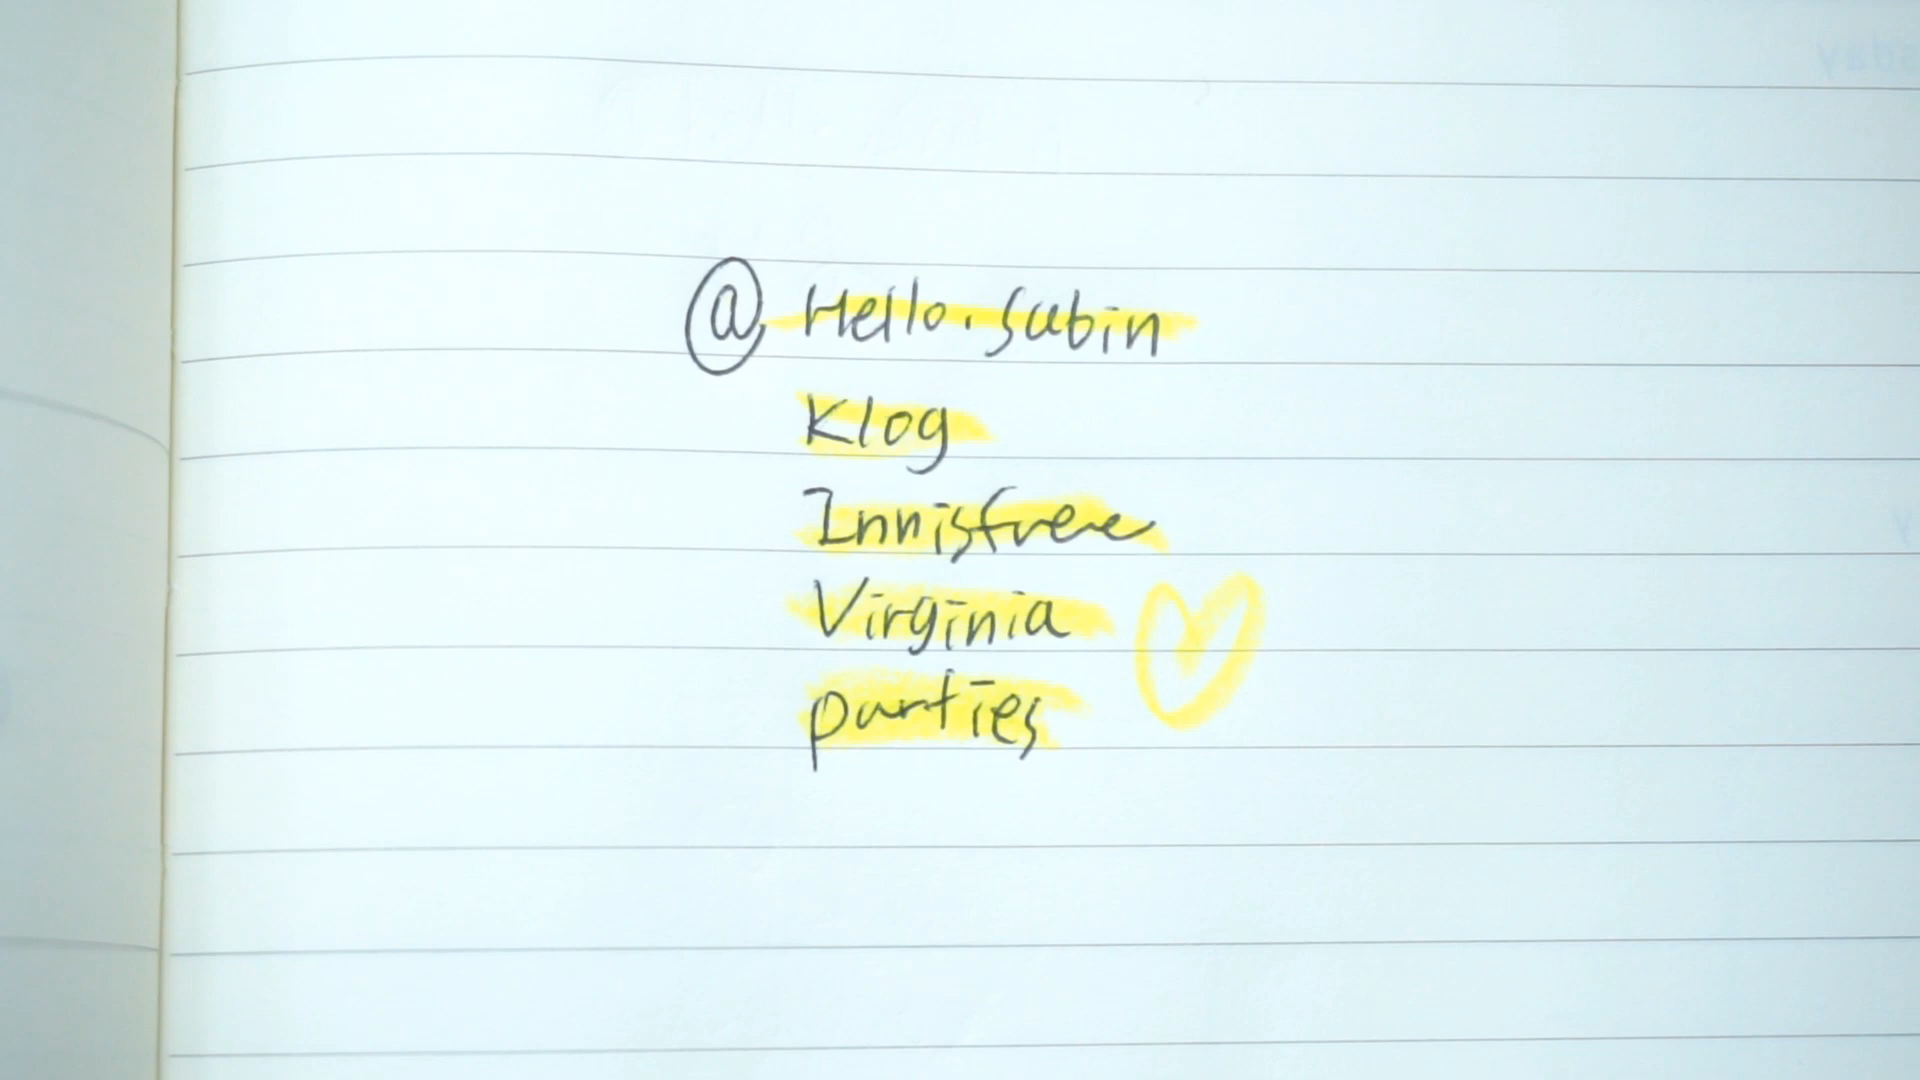 @ Hello.subin
Klog
Innisfree
Virginia
parties